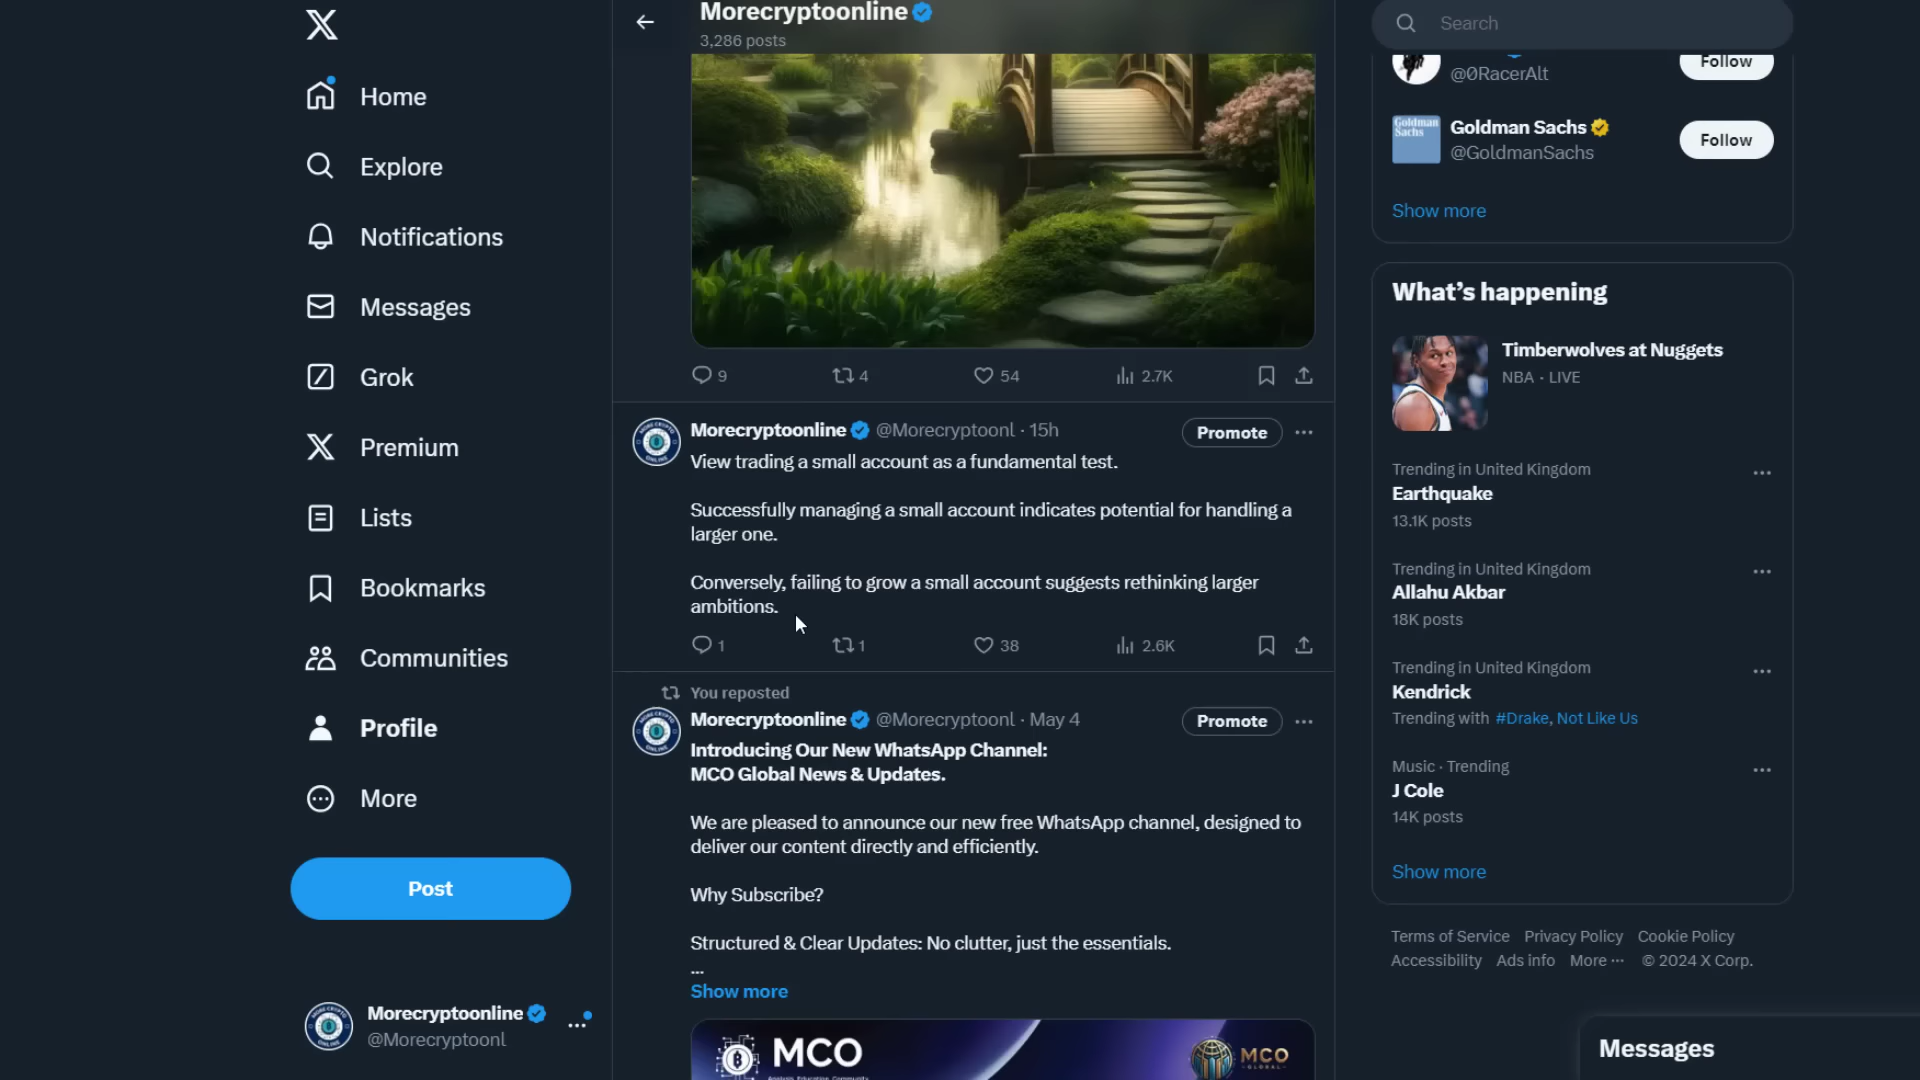 Home
Explore
Notifications
Messages
Grok
Premium
Lists
Bookmarks
Communities
Profile
More
Post
Morecryptoonline
@Morecryptoonl
Morecryptoonline
3,286 posts
9
4
54
2.7K
Morecryptoonline @Morecryptoonl · 15h
Promote
View trading a small account as a fundamental test.
Successfully managing a small account indicates potential for handling a
larger one.
Conversely, failing to grow a small account suggests rethinking larger
ambitions.
1
1
38
2.6K
You reposted
Morecryptoonline @Morecryptoonl · May 4
Promote
Introducing Our New WhatsApp Channel:
MCO Global News & Updates.
We are pleased to announce our new free WhatsApp channel, designed to
deliver our content directly and efficiently.
Why Subscribe?
Structured & Clear Updates: No clutter, just the essentials.
...
Show more
MCO
Analysis, Education, Community
MCO
GLOBAL
Search
@0RacerAlt
Follow
Goldman
Sachs
Goldman Sachs
@GoldmanSachs
Follow
Show more
What's happening
Timberwolves at Nuggets
NBA · LIVE
Trending in United Kingdom
Earthquake
13.1K posts
Trending in United Kingdom
Allahu Akbar
18K posts
Trending in United Kingdom
Kendrick
Trending with #Drake, Not Like Us
Music · Trending
J Cole
14K posts
Show more
Terms of Service Privacy Policy Cookie Policy
Accessibility Ads info More ··· © 2024 X Corp.
Messages